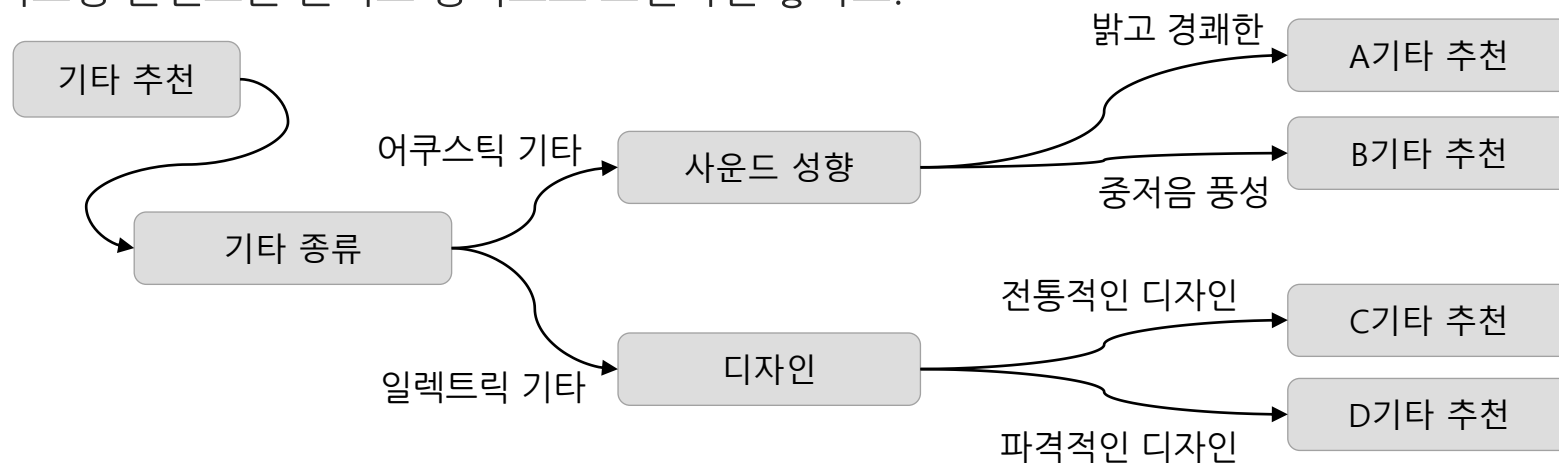 기타 추천
기타 종류
어쿠스틱 기타
일렉트릭 기타
사운드 성향
디자인
밝고 경쾌한
중저음 풍성
전통적인 디자인
파격적인 디자인
A기타 추천
B기타 추천
C기타 추천
D기타 추천